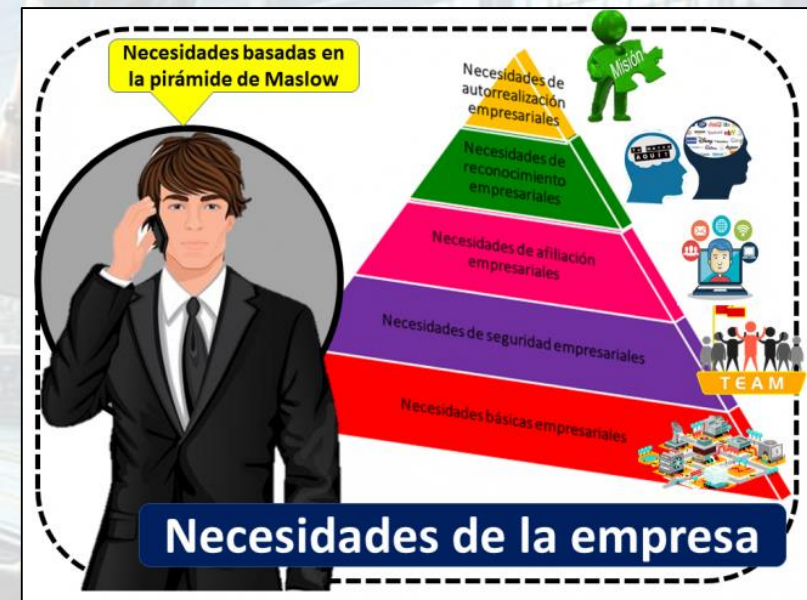 Necesidades basadas en
la pirámide de Maslow
Necesidades de
autorrealización
empresariales
Misión
Necesidades de
reconocimiento
empresariales
Necesidades de afiliación
empresariales
Necesidades de seguridad empresariales
TEAM
Necesidades básicas empresariales
Necesidades de la empresa